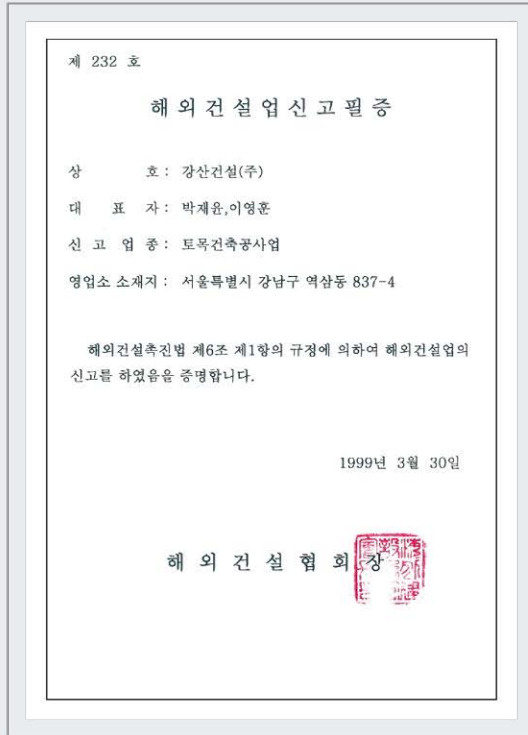 제 232 호
해외건설업신고필증
상 호 : 강산건설(주)
대 표 자 : 박재윤,이영훈
신 고 업 종 : 토목건축공사업
영업소 소재지 : 서울특별시 강남구 역삼동 837-4
해외건설촉진법 제6조 제1항의 규정에 의하여 해외건설업의
신고를 하였음을 증명합니다.
1999년 3월 30일
해 외 건 설 협 회 장